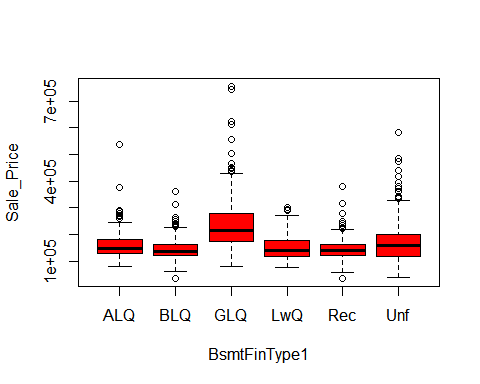 Sale_Price
7e+05
4e+05
1e+05
ALQ BLQ GLQ LwQ Rec Unf
BsmtFinType1